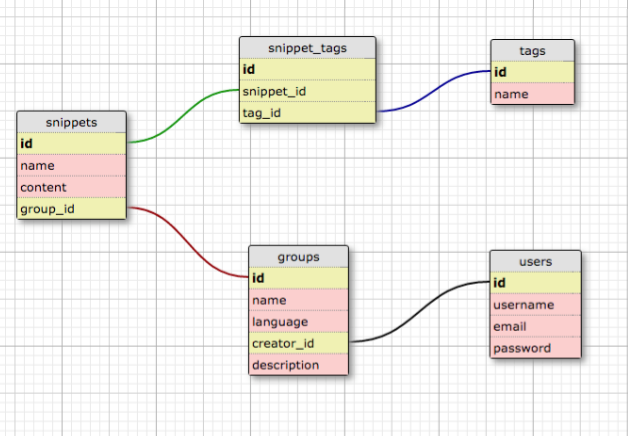 snippet_tags
id
snippet_id
tag_id
tags
id
name
snippets
id
name
content
group_id
groups
id
name
language
creator_id
description
users
id
username
email
password